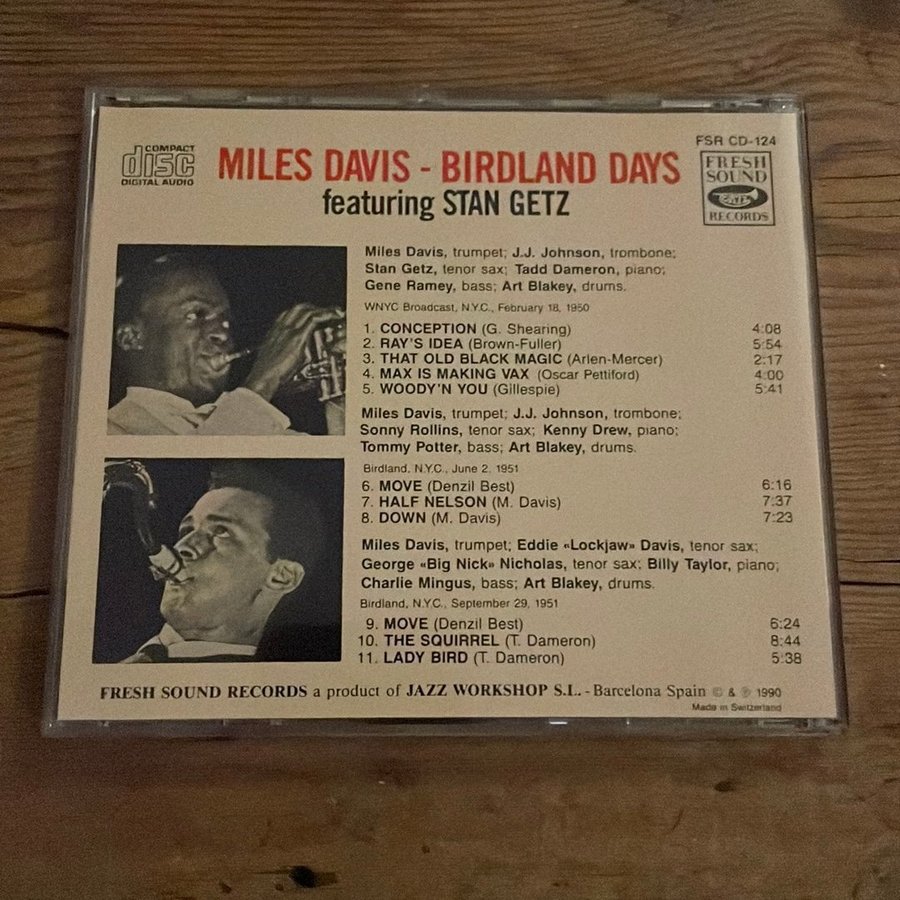 COMPACT
disc
DIGITAL AUDIO
MILES DAVIS - BIRDLAND DAYS
featuring STAN GETZ
FSR CD-124
FRESH
SOUND
RECORDS
Miles Davis, trumpet; J.J. Johnson, trombone;
Stan Getz, tenor sax; Tadd Dameron, piano;
Gene Ramey, bass; Art Blakey, drums.
WNYC Broadcast, N.Y.C., February 18, 1950
1. CONCEPTION (G. Shearing) 4:08
2. RAY'S IDEA (Brown-Fuller) 5:54
3. THAT OLD BLACK MAGIC (Arlen-Mercer) 2:17
4. MAX IS MAKING VAX (Oscar Pettiford) 4:00
5. WOODY'N YOU (Gillespie) 5:41
Miles Davis, trumpet; J.J. Johnson, trombone;
Sonny Rollins, tenor sax; Kenny Drew, piano;
Tommy Potter, bass; Art Blakey, drums.
Birdland, N.Y.C., June 2, 1951
6. MOVE (Denzil Best) 6:16
7. HALF NELSON (M. Davis) 7:37
8. DOWN (M. Davis) 7:23
Miles Davis, trumpet; Eddie «Lockjaw» Davis, tenor sax;
George «Big Nick» Nicholas, tenor sax; Billy Taylor, piano;
Charlie Mingus, bass; Art Blakey, drums.
Birdland, N.Y.C., September 29, 1951
9. MOVE (Denzil Best) 6:24
10. THE SQUIRREL (T. Dameron) 8:44
11. LADY BIRD (T. Dameron) 5:38
FRESH SOUND RECORDS a product of JAZZ WORKSHOP S.L. - Barcelona Spain © & ℗ 1990
Made in Switzerland